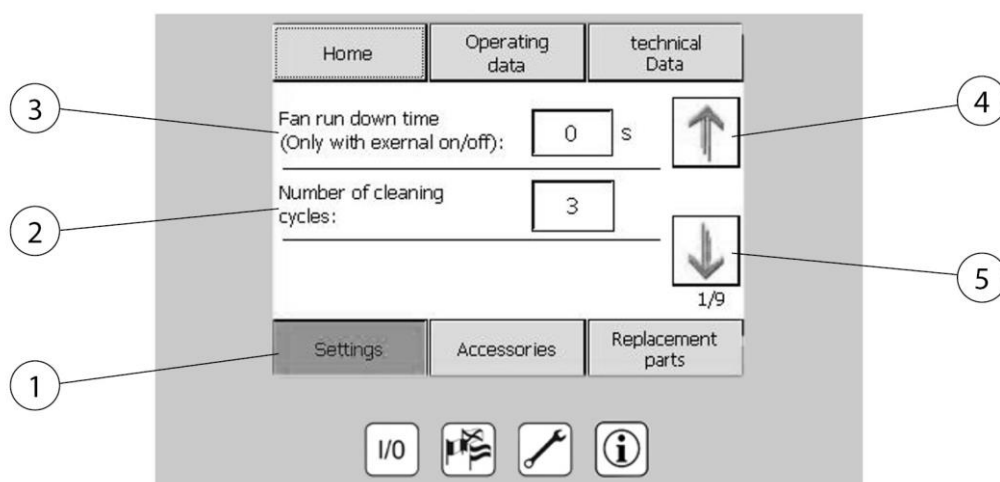 Home
Operating
data
technical
Data
3
Fan run down time
(Only with exernal on/off):
0
s
4
2
Number of cleaning
cycles:
3
5
1/9
1
Settings
Accessories
Replacement
parts
I/0
i